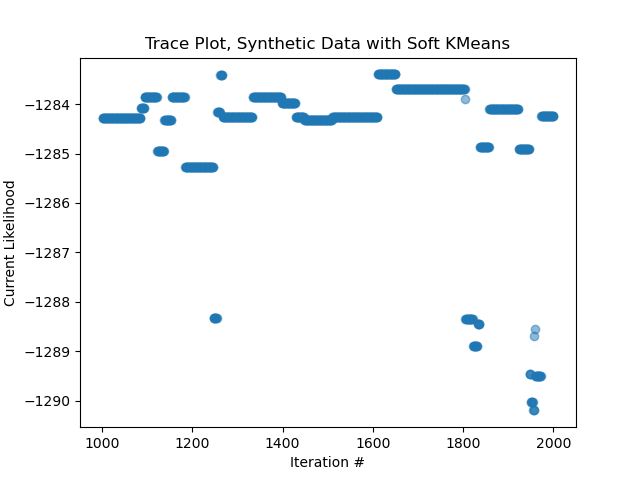 Trace Plot, Synthetic Data with Soft KMeans
Current Likelihood
−1284
−1285
−1286
−1287
−1288
−1289
−1290
1000 1200 1400 1600 1800 2000
Iteration #